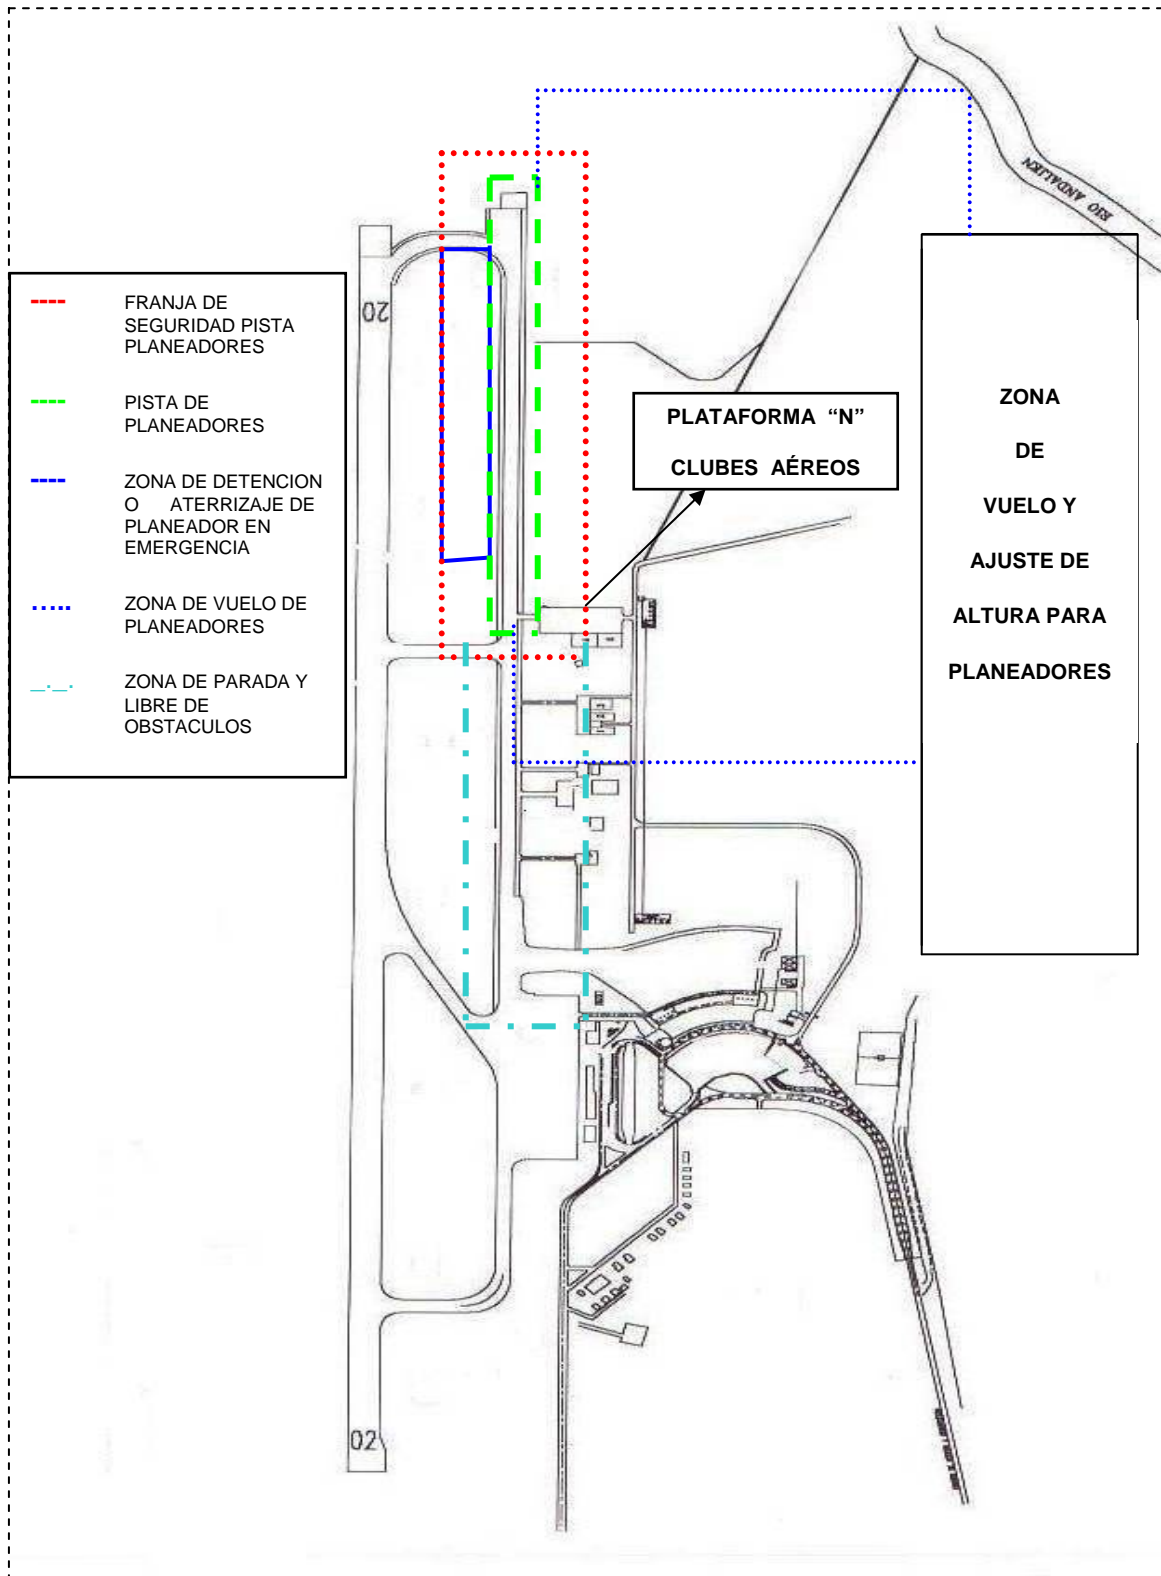 RIO ANDALIEN
20
FRANJA DE
SEGURIDAD PISTA
PLANEADORES
PISTA DE
PLANEADORES
ZONA DE DETENCION
O ATERRIZAJE DE
PLANEADOR EN
EMERGENCIA
ZONA DE VUELO DE
PLANEADORES
ZONA DE PARADA Y
LIBRE DE
OBSTACULOS
PLATAFORMA “N”
CLUBES AÉREOS
ZONA
DE
VUELO Y
AJUSTE DE
ALTURA PARA
PLANEADORES
02